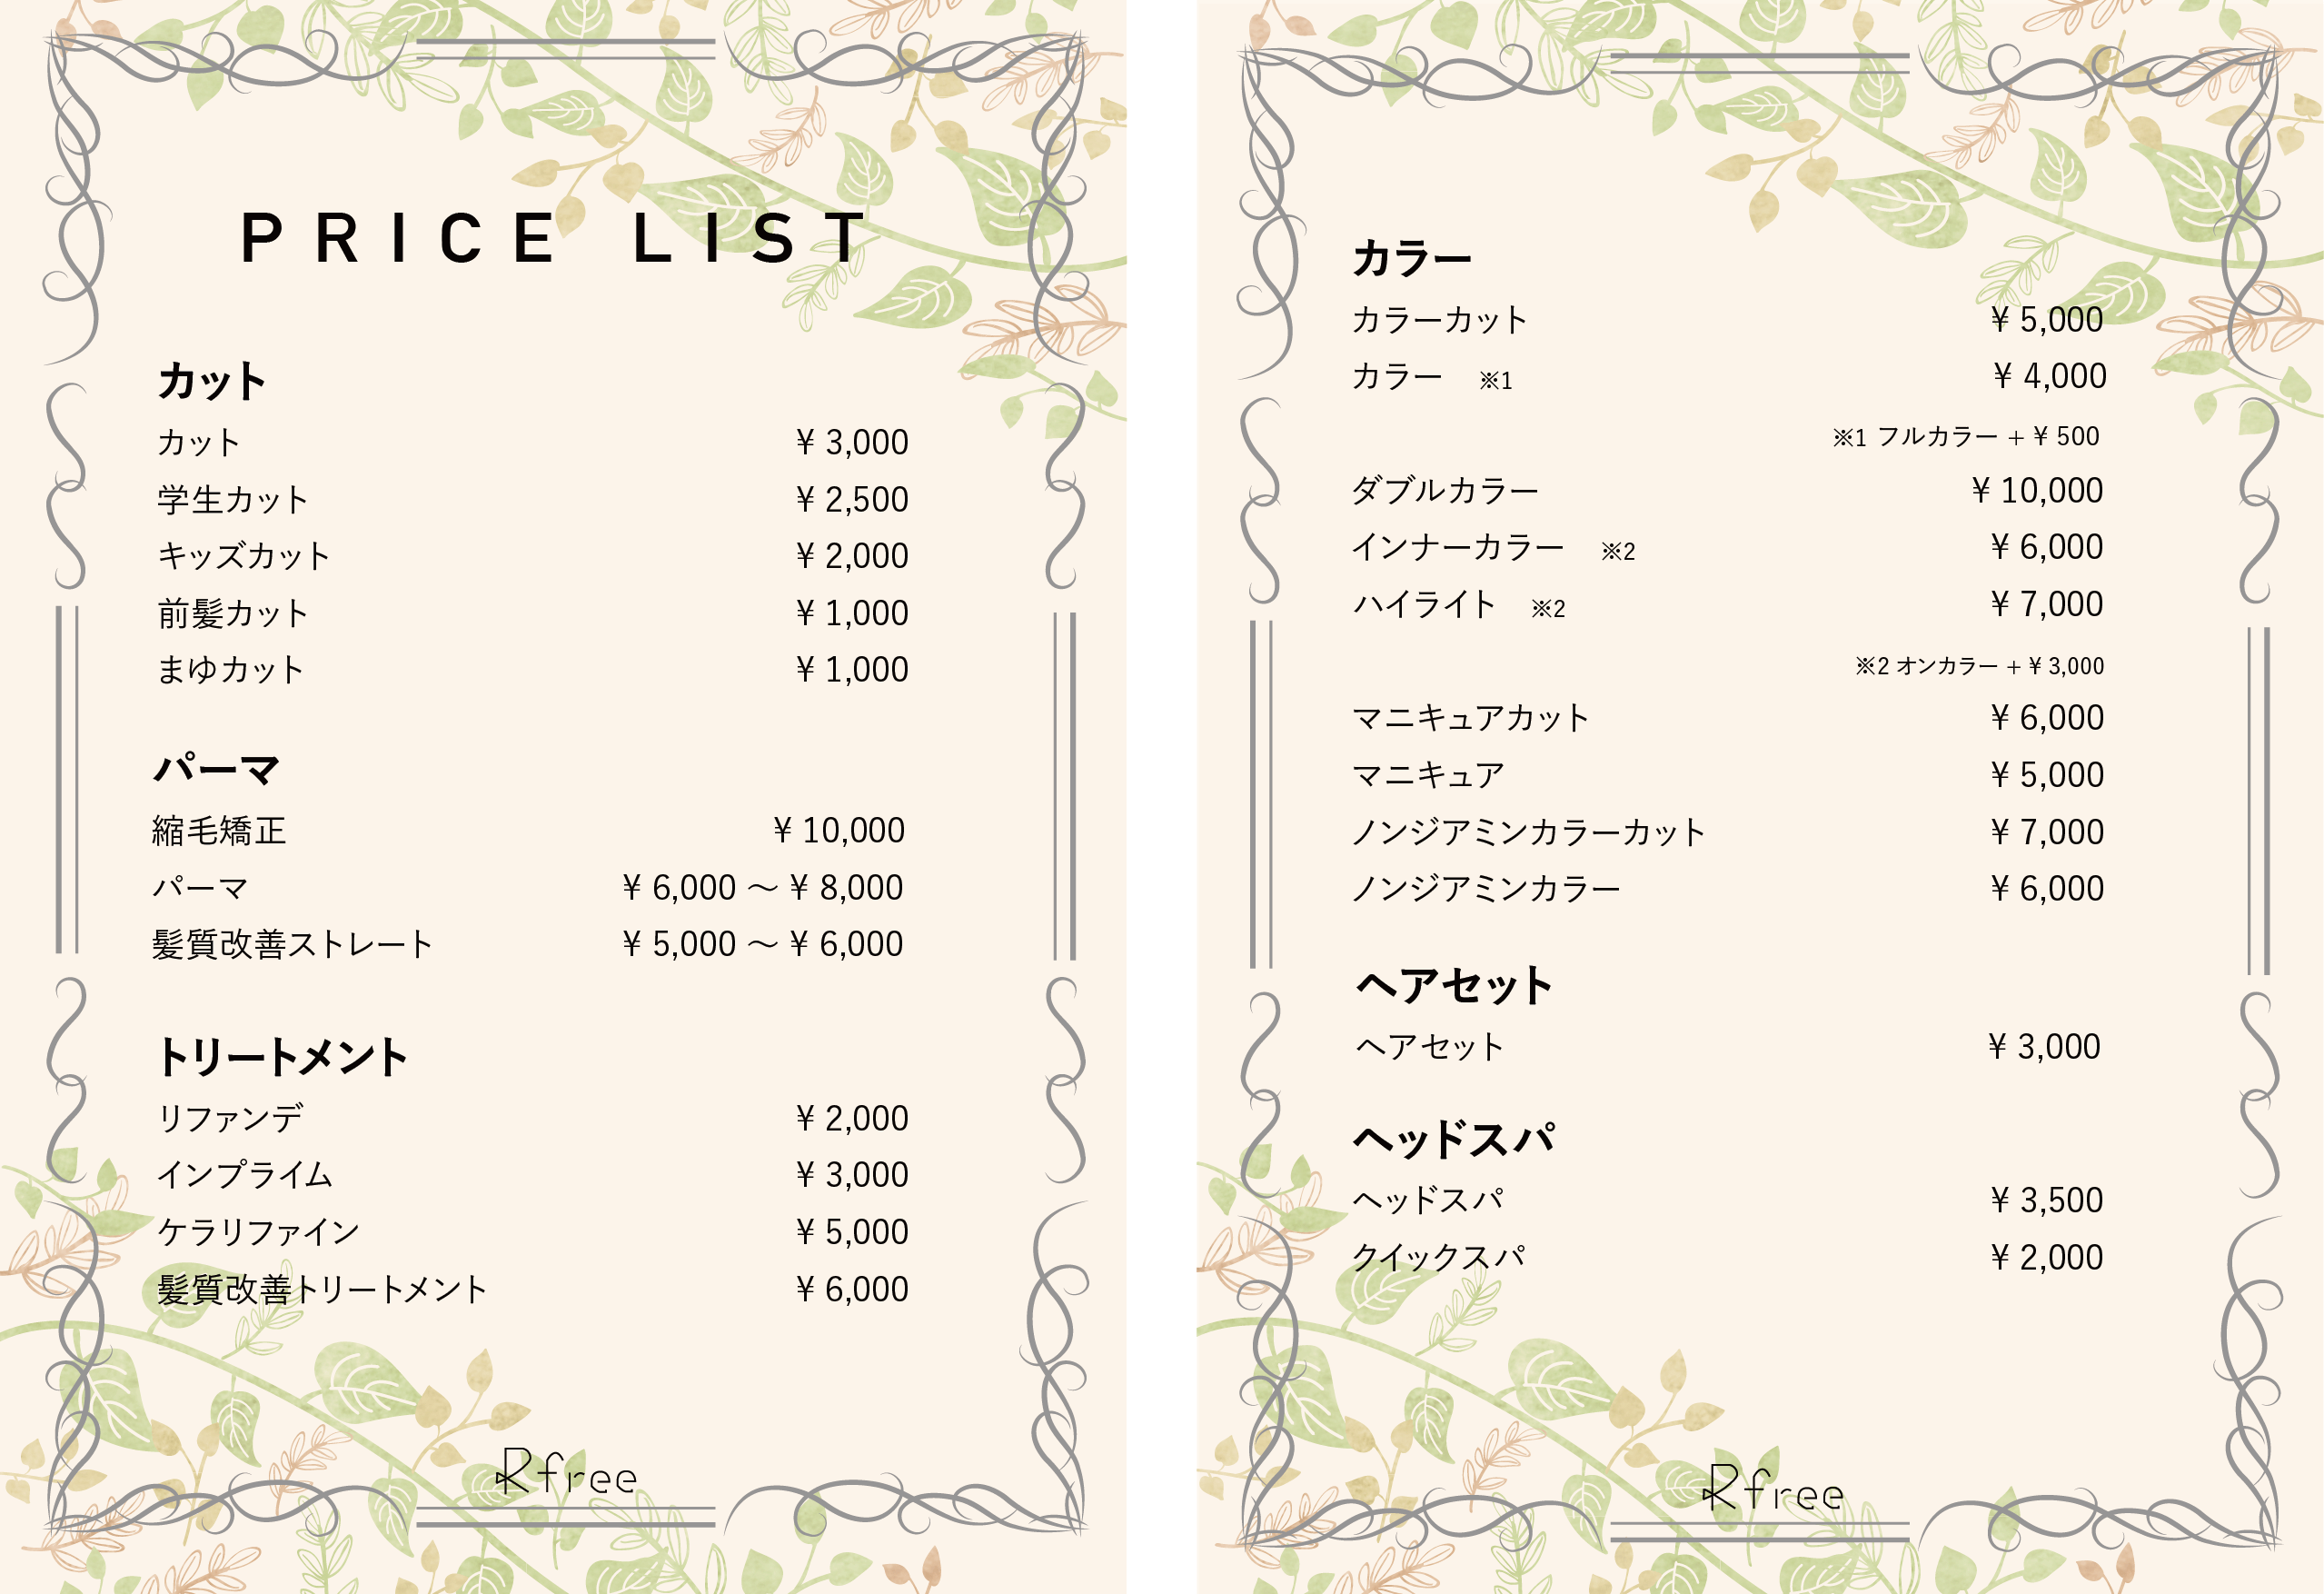 PRICE LIST
カット
カット ¥ 3,000
学生カット ¥ 2,500
キッズカット ¥ 2,000
前髪カット ¥ 1,000
まゆカット ¥ 1,000
パーマ
縮毛矯正 ¥ 10,000
パーマ ¥ 6,000 〜 ¥ 8,000
髪質改善ストレート ¥ 5,000 〜 ¥ 6,000
トリートメント
リファンデ ¥ 2,000
インプライム ¥ 3,000
ケラリファイン ¥ 5,000
髪質改善トリートメント ¥ 6,000
Rfree
カラー
カラーカット ¥ 5,000
カラー ※1 ¥ 4,000
※1 フルカラー + ¥ 500
ダブルカラー ¥ 10,000
インナーカラー ※2 ¥ 6,000
ハイライト ※2 ¥ 7,000
※2 オンカラー + ¥ 3,000
マニキュアカット ¥ 6,000
マニキュア ¥ 5,000
ノンジアミンカラーカット ¥ 7,000
ノンジアミンカラー ¥ 6,000
ヘアセット
ヘアセット ¥ 3,000
ヘッドスパ
ヘッドスパ ¥ 3,500
クイックスパ ¥ 2,000
Rfree